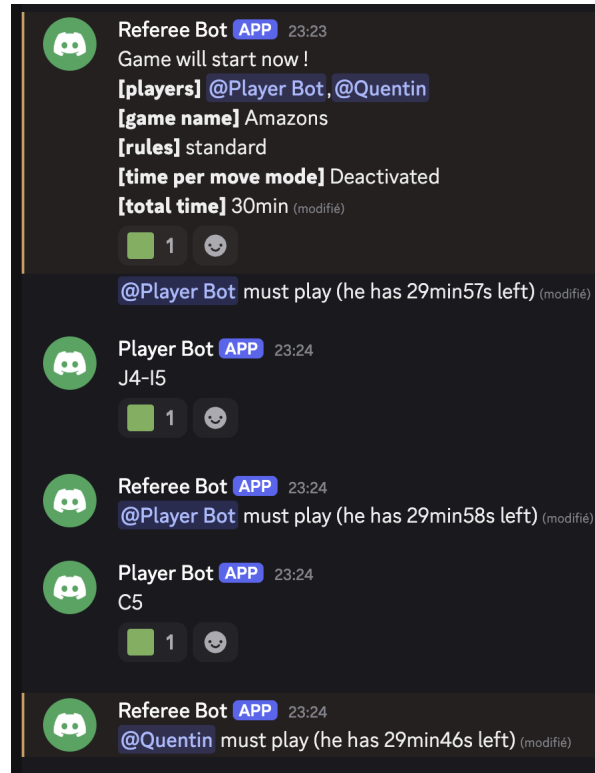 Referee Bot APP 23:23
Game will start now !
[players] @Player Bot,@Quentin
[game name] Amazons
[rules] standard
[time per move mode] Deactivated
[total time] 30min (modifié)
1
@Player Bot must play (he has 29min57s left) (modifié)
Player Bot APP 23:24
J4-I5
1
Referee Bot APP 23:24
@Player Bot must play (he has 29min58s left) (modifié)
Player Bot APP 23:24
C5
1
Referee Bot APP 23:24
@Quentin must play (he has 29min46s left) (modifié)